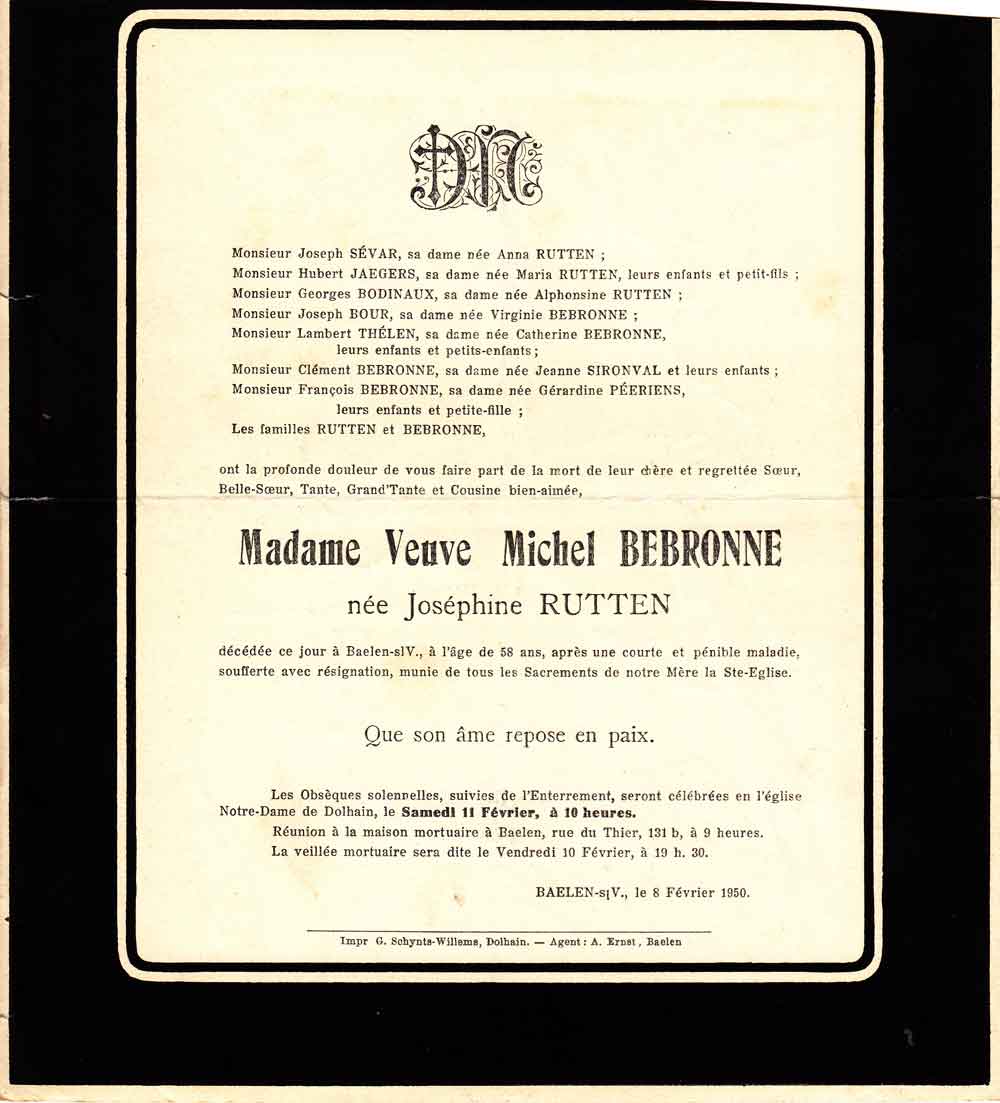 Monsieur Joseph SÉVAR, sa dame née Anna RUTTEN ;
Monsieur Hubert JAEGERS, sa dame née Maria RUTTEN, leurs enfants et petit-fils ;
Monsieur Georges BODINAUX, sa dame née Alphonsine RUTTEN ;
Monsieur Joseph BOUR, sa dame née Virginie BEBRONNE ;
Monsieur Lambert THÉLEN, sa dame née Catherine BEBRONNE,
leurs enfants et petits-enfants ;
Monsieur Clément BEBRONNE, sa dame née Jeanne SIRONVAL et leurs enfants ;
Monsieur François BEBRONNE, sa dame née Gérardine PÉERIENS,
leurs enfants et petite-fille ;
Les familles RUTTEN et BEBRONNE,
ont la profonde douleur de vous faire part de la mort de leur chère et regrettée Sœur,
Belle-Sœur, Tante, Grand'Tante et Cousine bien-aimée,
Madame Veuve Michel BEBRONNE
née Joséphine RUTTEN
décédée ce jour à Baelen-s/V., à l'âge de 58 ans, après une courte et pénible maladie,
soufferte avec résignation, munie de tous les Sacrements de notre Mère la Ste-Eglise.
Que son âme repose en paix.
Les Obsèques solennelles, suivies de l'Enterrement, seront célébrées en l'église
Notre-Dame de Dolhain, le Samedi 11 Février, à 10 heures.
Réunion à la maison mortuaire à Baelen, rue du Thier, 131 b, à 9 heures.
La veillée mortuaire sera dite le Vendredi 10 Février, à 19 h. 30.
BAELEN-s/V., le 8 Février 1950.
Impr G. Schynts-Willems, Dolhain. — Agent : A. Ernst, Baelen